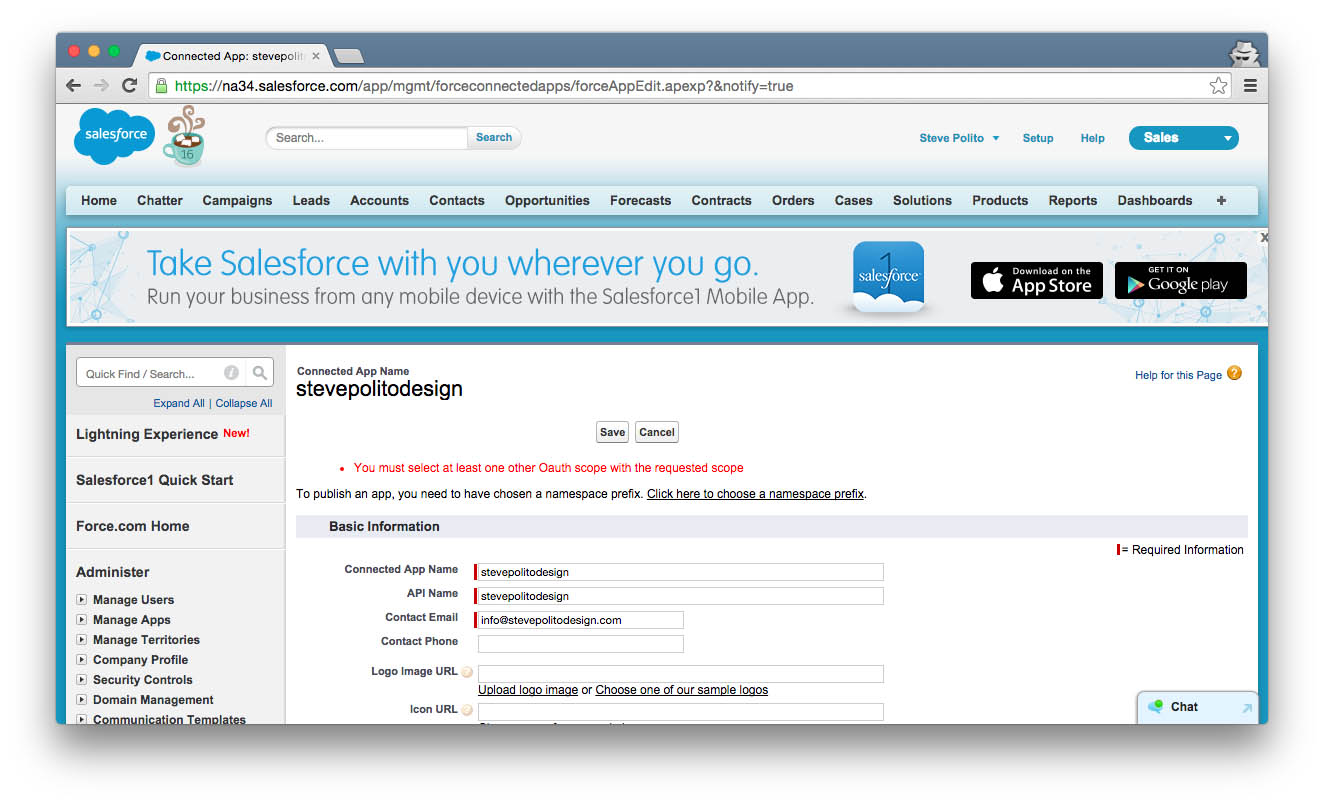 Connected App: stevepolit
https://na34.salesforce.com/app/mgmt/forceconnectedapps/forceAppEdit.apexp?&notify=true
salesforce
16
Search...
Search
Steve Polito
Setup
Help
Sales
Home Chatter Campaigns Leads Accounts Contacts Opportunities Forecasts Contracts Orders Cases Solutions Products Reports Dashboards +
Take Salesforce with you wherever you go.
Run your business from any mobile device with the Salesforce1 Mobile App.
1
salesforce
Download on the
App Store
GET IT ON
Google play
X
Quick Find / Search...
Expand All | Collapse All
Lightning Experience New!
Salesforce1 Quick Start
Force.com Home
Administer
Manage Users
Manage Apps
Manage Territories
Company Profile
Security Controls
Domain Management
Communication Templates
Connected App Name
stevepolitodesign
Help for this Page ?
Save Cancel
• You must select at least one other Oauth scope with the requested scope
To publish an app, you need to have chosen a namespace prefix. Click here to choose a namespace prefix.
Basic Information
= Required Information
Connected App Name stevepolitodesign
API Name stevepolitodesign
Contact Email info@stevepolitodesign.com
Contact Phone
Logo Image URL ?
Upload logo image or Choose one of our sample logos
Icon URL ?
Chat